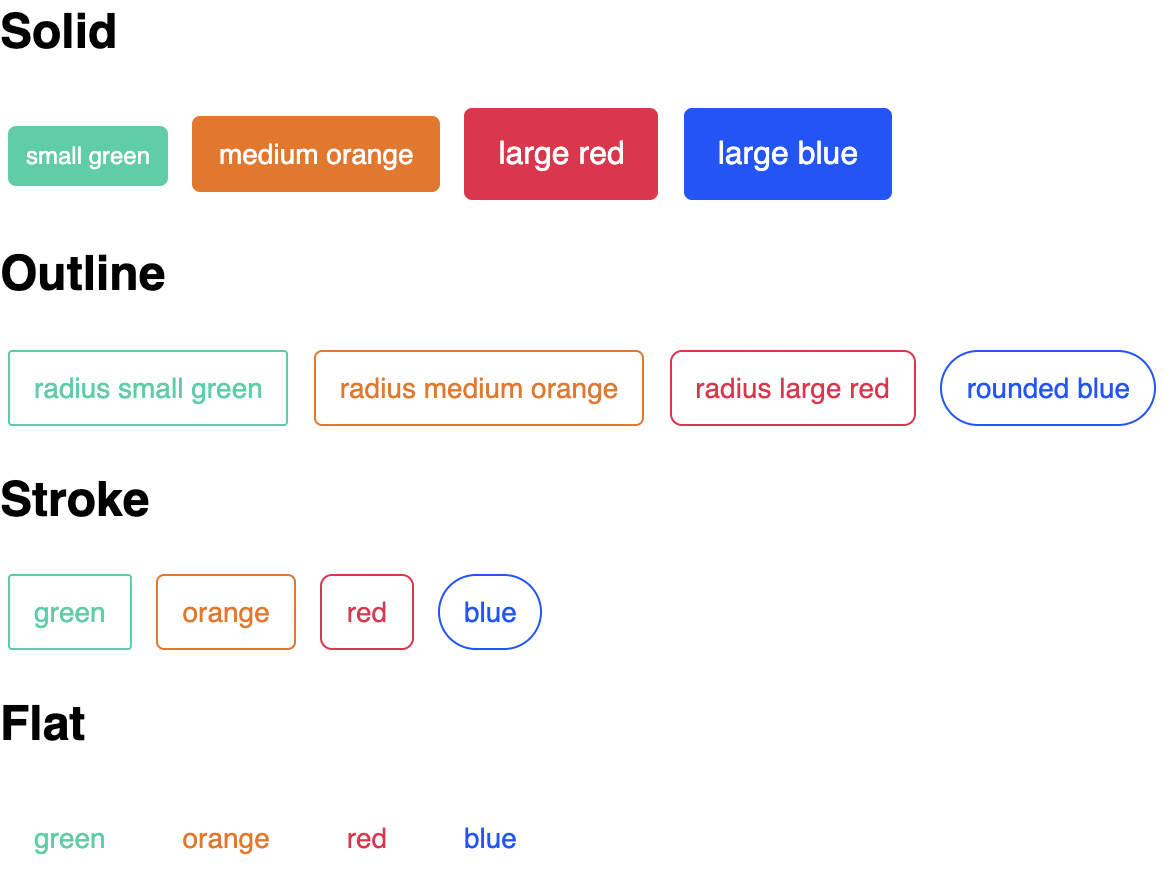 Solid
small green medium orange large red large blue
Outline
radius small green radius medium orange radius large red rounded blue
Stroke
green orange red blue
Flat
green orange red blue